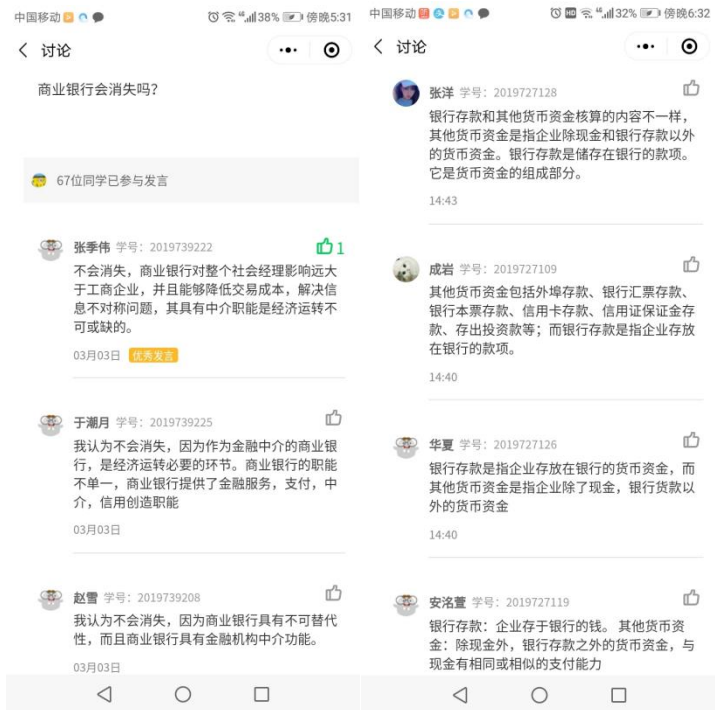 中国移动 38% 傍晚5:31
讨论
商业银行会消失吗?
67位同学已参与发言
张季伟 学号: 2019739222 1
不会消失，商业银行对整个社会经理影响远大
于工商企业，并且能够降低交易成本，解决信
息不对称问题，其具有中介职能是经济运转不
可或缺的。
03月03日 优秀发言
于潮月 学号: 2019739225
我认为不会消失，因为作为金融中介的商业银
行，是经济运转必要的环节。商业银行的职能
不单一，商业银行提供了金融服务，支付，中
介，信用创造职能
03月03日
赵雪 学号: 2019739208
我认为不会消失，因为商业银行具有不可替代
性，而且商业银行具有金融机构中介功能。
03月03日
中国移动 HD 32% 傍晚6:32
讨论
张洋 学号: 2019727128
银行存款和其他货币资金核算的内容不一样，
其他货币资金是指企业除现金和银行存款以外
的货币资金。银行存款是储存在银行的款项。
它是货币资金的组成部分。
14:43
成岩 学号: 2019727109
其他货币资金包括外埠存款、银行汇票存款、
银行本票存款、信用卡存款、信用证保证金存
款、存出投资款等；而银行存款是指企业存放
在银行的款项。
14:40
华夏 学号: 2019727126
银行存款是指企业存放在银行的货币资金，而
其他货币资金是指企业除了现金，银行货款以
外的货币资金
14:40
安洺萱 学号: 2019727119
银行存款：企业存于银行的钱。 其他货币资
金：除现金外，银行存款之外的货币资金，与
现金有相同或相似的支付能力